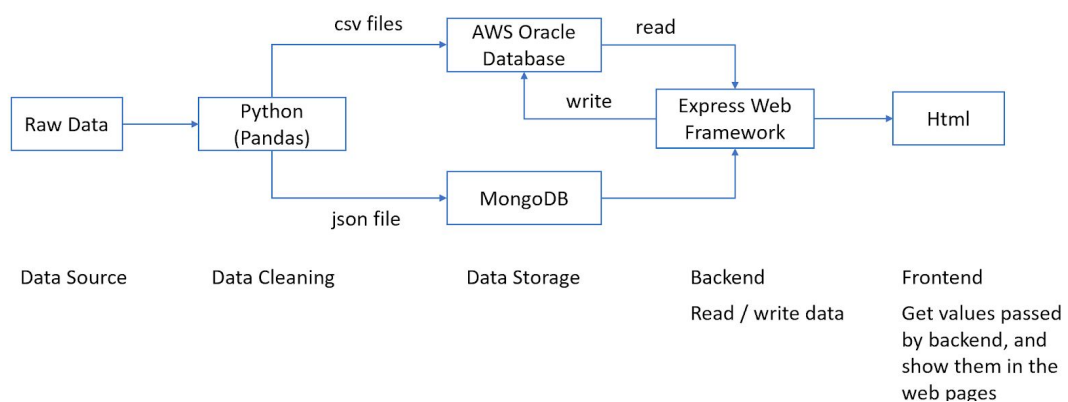 csv files
AWS Oracle
Database
read
Raw Data
Python
(Pandas)
write
Express Web
Framework
Html
json file
MongoDB
Data Source
Data Cleaning
Data Storage
Backend
Frontend
Read / write data
Get values passed
by backend, and
show them in the
web pages